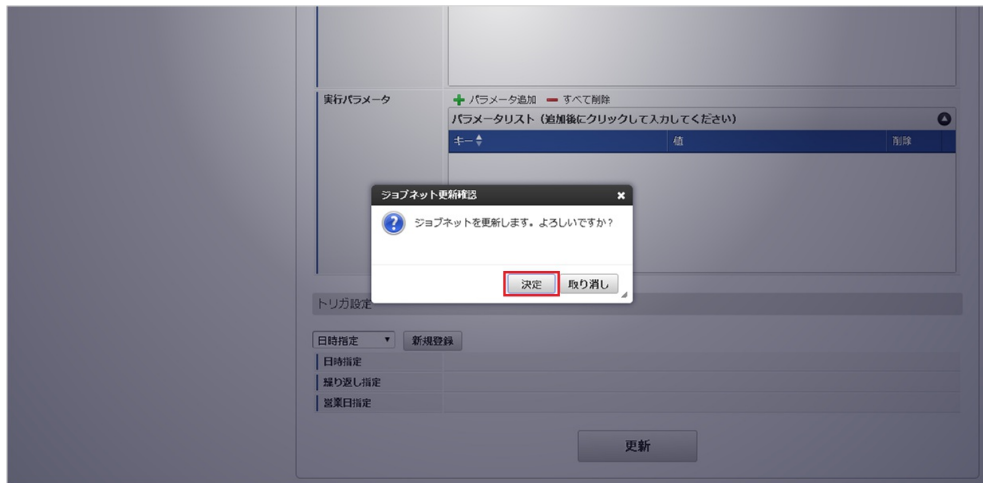 実行パラメータ
パラメータ追加 すべて削除
パラメータリスト（追加後にクリックして入力してください）
キー 値 削除
ジョブネット更新確認
ジョブネットを更新します。よろしいですか？
決定 取り消し
トリガ設定
日時指定 新規登録
日時指定
繰り返し指定
営業日指定
更新